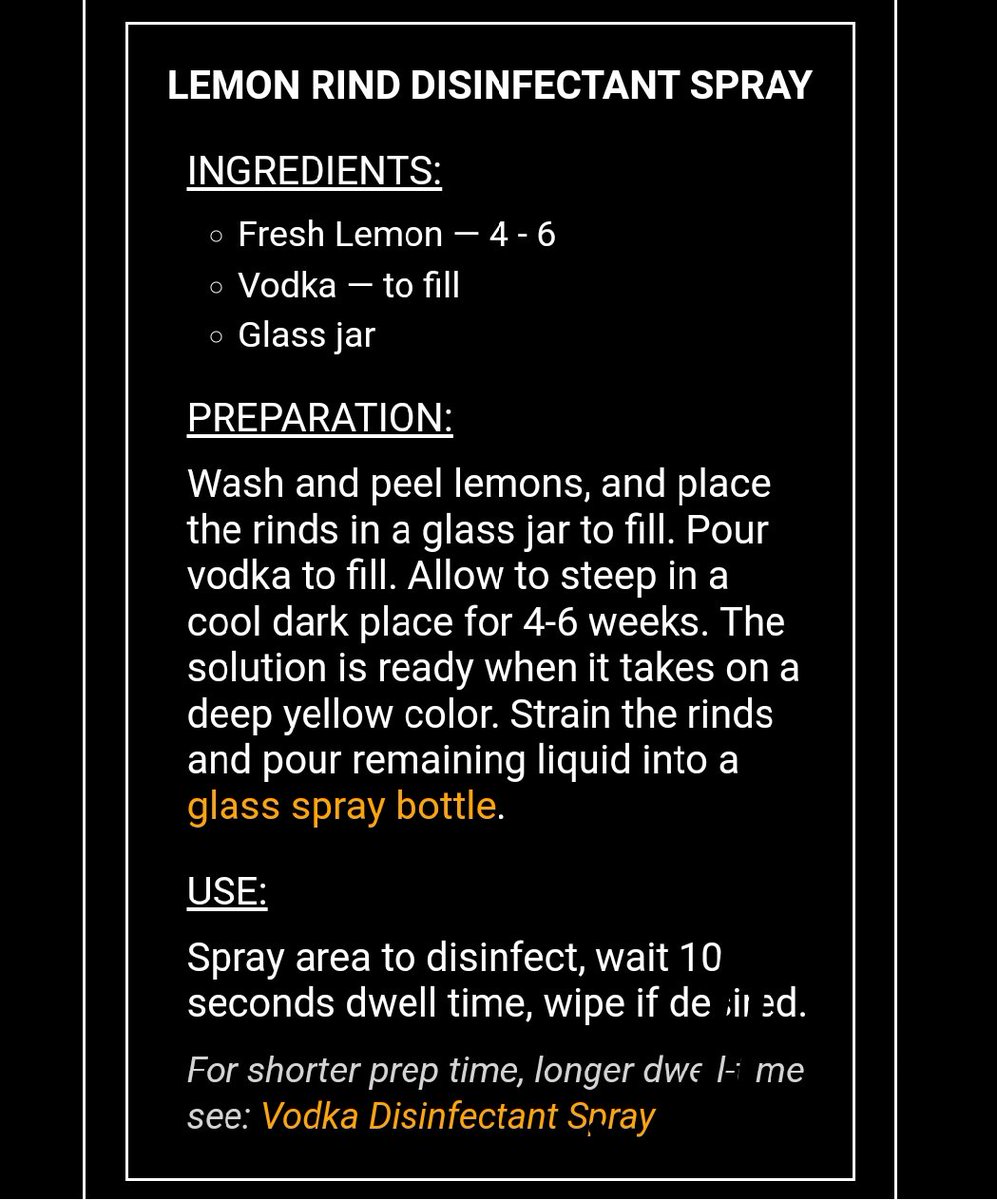 LEMON RIND DISINFECTANT SPRAY
INGREDIENTS:
Fresh Lemon — 4 - 6
Vodka — to fill
Glass jar
PREPARATION:
Wash and peel lemons, and place
the rinds in a glass jar to fill. Pour
vodka to fill. Allow to steep in a
cool dark place for 4-6 weeks. The
solution is ready when it takes on a
deep yellow color. Strain the rinds
and pour remaining liquid into a
glass spray bottle.
USE:
Spray area to disinfect, wait 10
seconds dwell time, wipe if desired.
For shorter prep time, longer dwell-time
see: Vodka Disinfectant Spray